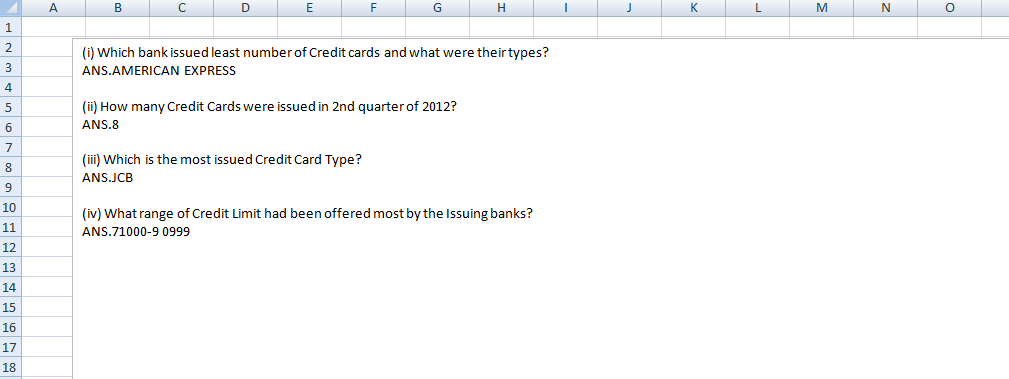 A B C D E F G H I J K L M N O
1
2
3
4
5
6
7
8
9
10
11
12
13
14
15
16
17
18
(i) Which bank issued least number of Credit cards and what were their types?
ANS.AMERICAN EXPRESS
(ii) How many Credit Cards were issued in 2nd quarter of 2012?
ANS.8
(iii) Which is the most issued Credit Card Type?
ANS.JCB
(iv) What range of Credit Limit had been offered most by the Issuing banks?
ANS.71000-9 0999